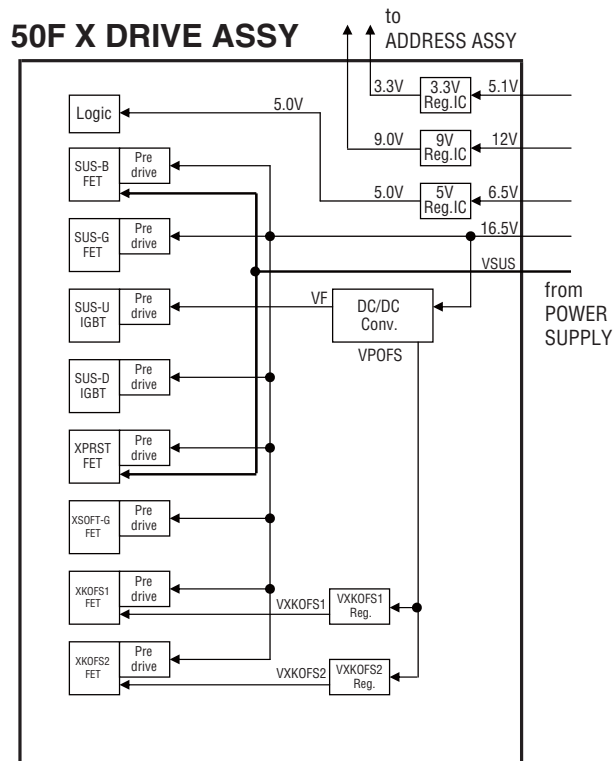 50F X DRIVE ASSY
to
ADDRESS ASSY
3.3V
3.3V
Reg.IC
5.1V
Logic
5.0V
9.0V
9V
Reg.IC
12V
SUS-B
FET
Pre
drive
5.0V
5V
Reg.IC
6.5V
SUS-G
FET
Pre
drive
16.5V
VSUS
from
POWER
SUPPLY
SUS-U
IGBT
Pre
drive
VF
DC/DC
Conv.
VPOFS
SUS-D
IGBT
Pre
drive
XPRST
FET
Pre
drive
XSOFT-G
FET
Pre
drive
XKOFS1
FET
Pre
drive
VXKOFS1
VXKOFS1
Reg.
XKOFS2
FET
Pre
drive
VXKOFS2
VXKOFS2
Reg.